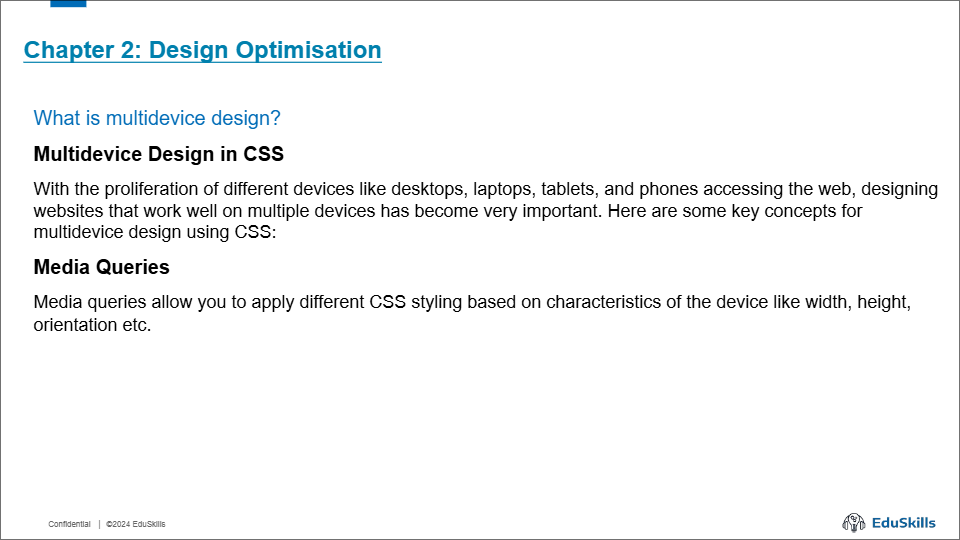 Chapter 2: Design Optimisation
What is multidevice design?
Multidevice Design in CSS
With the proliferation of different devices like desktops, laptops, tablets, and phones accessing the web, designing
websites that work well on multiple devices has become very important. Here are some key concepts for
multidevice design using CSS:
Media Queries
Media queries allow you to apply different CSS styling based on characteristics of the device like width, height,
orientation etc.
Confidential | ©2024 EduSkills
EduSkills